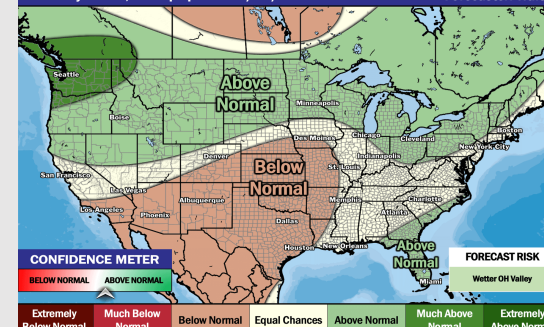 Seattle
Above
Normal
Minneapolis
Boise
Boston
Des Moines
Chicago
Cleveland
New York City
Denver
Indianapolis
Below
Normal
St. Louis
San Francisco
Las Vegas
Albuquerque
Memphis
Charlotte
Los Angeles
Phoenix
Atlanta
Dallas
Houston
New Orleans
Above
Normal
Miami
CONFIDENCE METER
BELOW NORMAL
ABOVE NORMAL
FORECAST RISK
Wetter OH Valley
Extremely
Below Normal
Much Below
Normal
Below Normal
Equal Chances
Above Normal
Much Above
Normal
Extremely